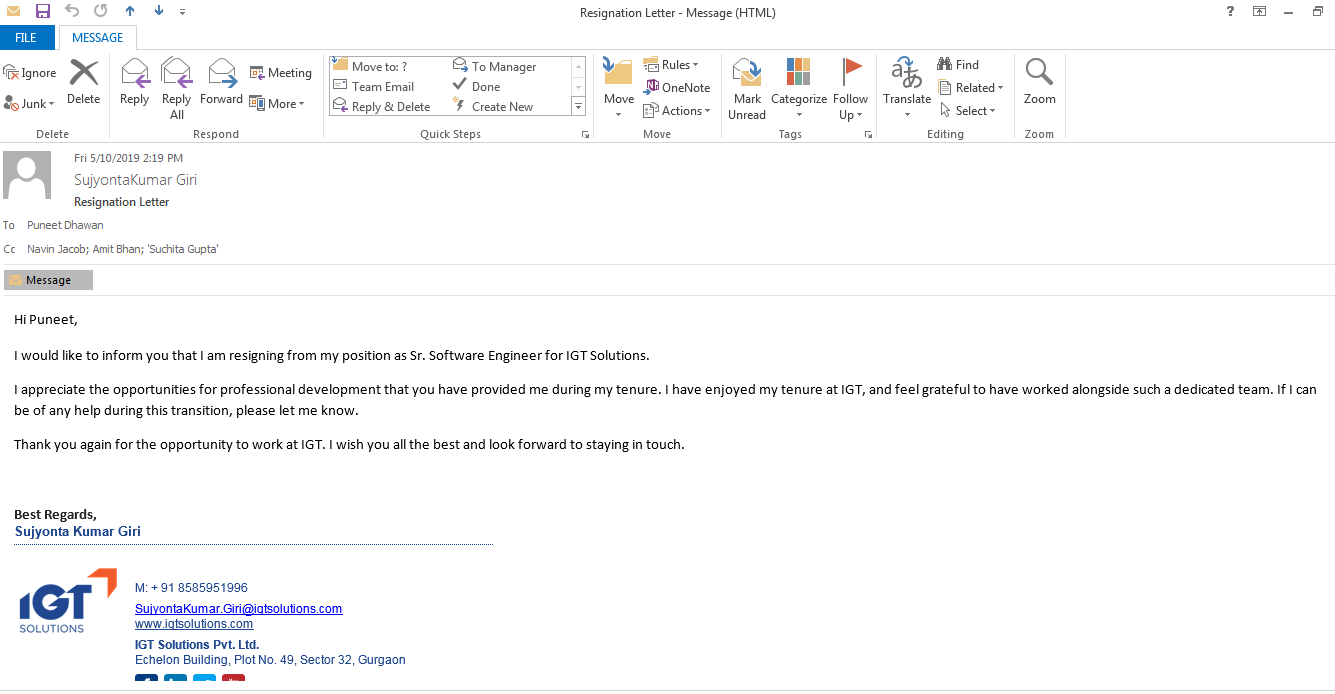 Resignation Letter - Message (HTML)
FILE
MESSAGE
Ignore
Junk
Delete
Delete
Reply
Reply All
Forward
Meeting
More
Respond
Move to: ?
Team Email
Reply & Delete
To Manager
Done
Create New
Quick Steps
Move
Rules
OneNote
Actions
Move
Mark Unread
Categorize
Follow Up
Tags
Translate
Find
Related
Select
Editing
Zoom
Zoom
Fri 5/10/2019 2:19 PM
SujyontaKumar Giri
Resignation Letter
To Puneet Dhawan
Cc Navin Jacob; Amit Bhan; 'Suchita Gupta'
Message
Hi Puneet,
I would like to inform you that I am resigning from my position as Sr. Software Engineer for IGT Solutions.
I appreciate the opportunities for professional development that you have provided me during my tenure. I have enjoyed my tenure at IGT, and feel grateful to have worked alongside such a dedicated team. If I can
be of any help during this transition, please let me know.
Thank you again for the opportunity to work at IGT. I wish you all the best and look forward to staying in touch.
Best Regards,
Sujyonta Kumar Giri
IGT
SOLUTIONS
M: + 91 8585951996
SujyontaKumar.Giri@igtsolutions.com
www.igtsolutions.com
IGT Solutions Pvt. Ltd.
Echelon Building, Plot No. 49, Sector 32, Gurgaon